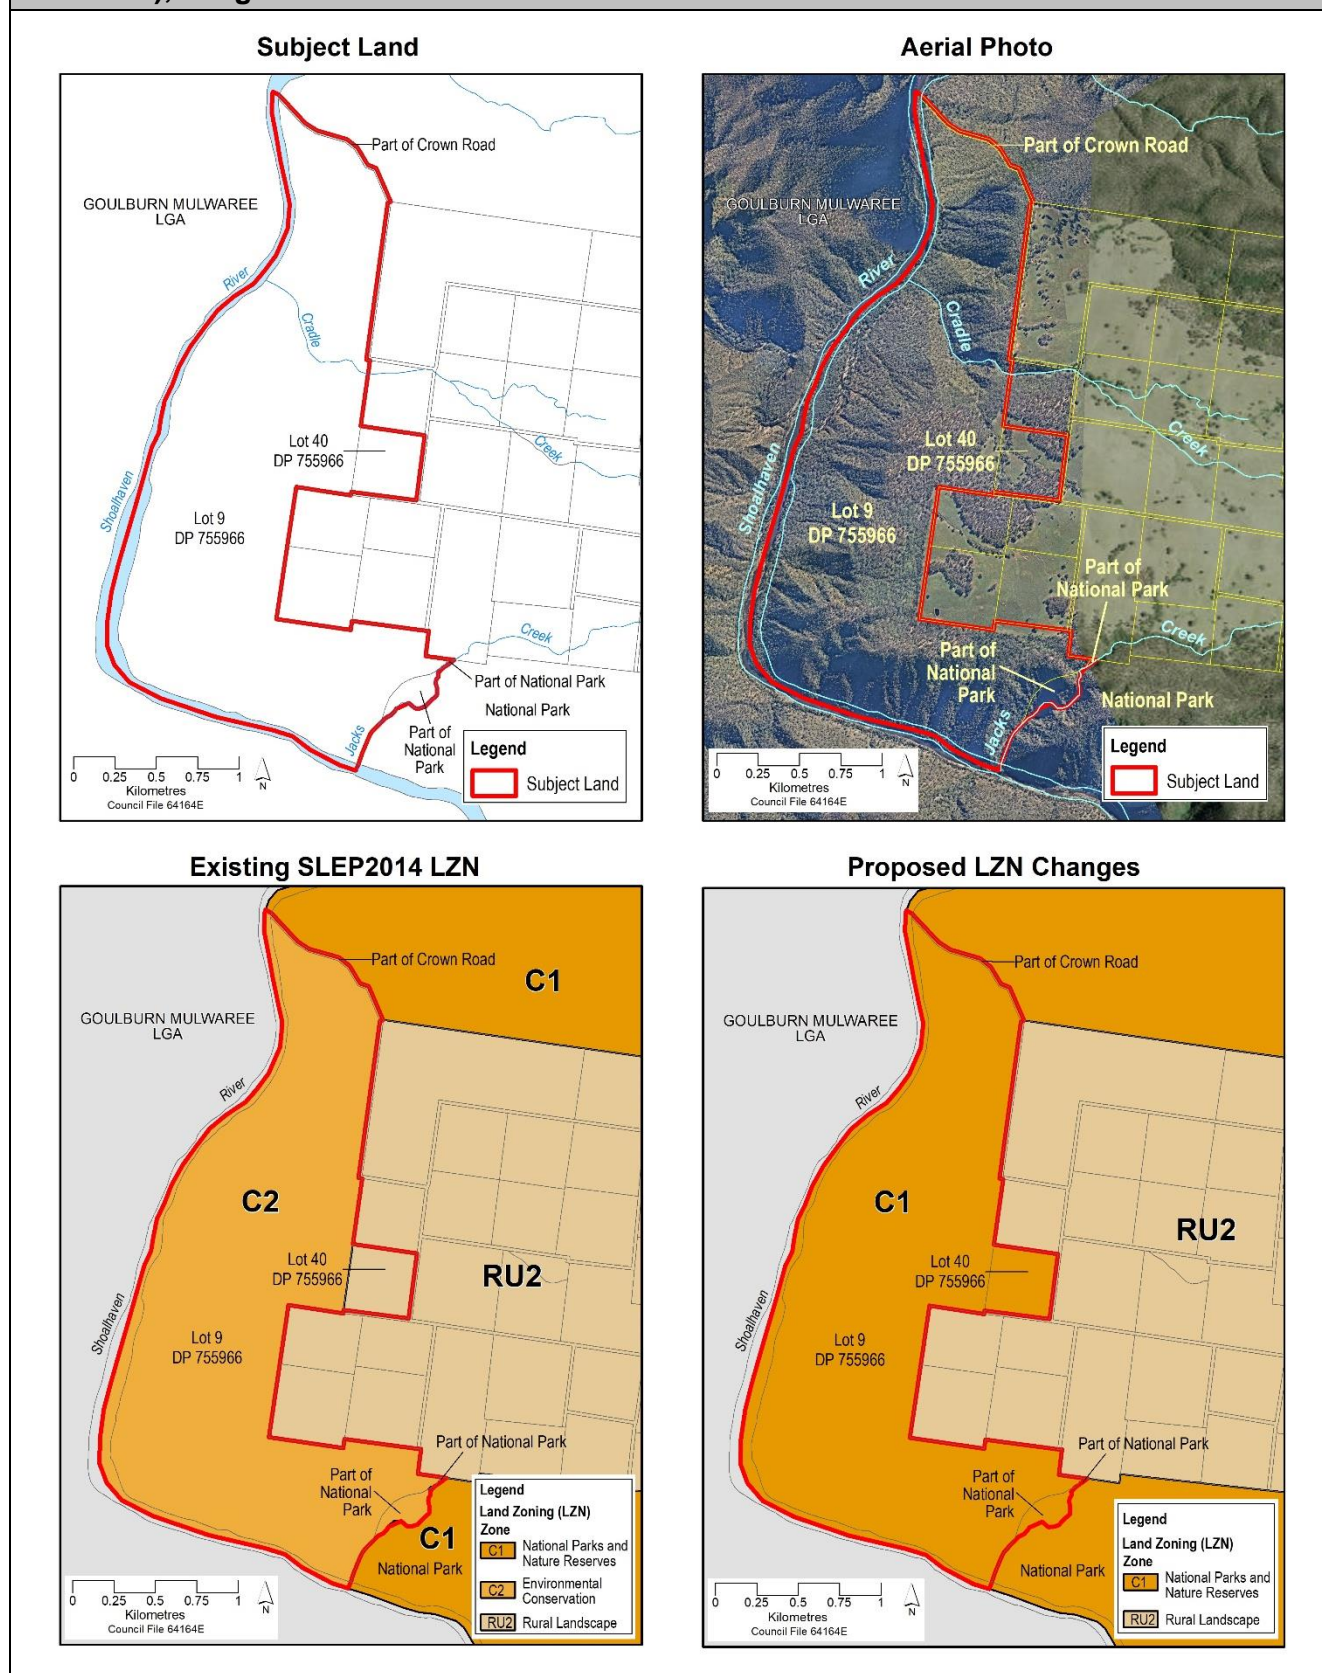 Subject Land
Part of Crown Road
GOULBURN MULWAREE
LGA
River
Cradle
Lot 40
DP 755966
Creek
Shoalhaven
Lot 9
DP 755966
Creek
Part of National Park
National Park
Jacks
Part of
National
Park
Legend
Subject Land
0 0.25 0.5 0.75 1
Kilometres
Council File 64164E
N
Aerial Photo
Part of Crown Road
GOULBURN MULWAREE
LGA
River
Cradle
Lot 40
DP 755966
Creek
Shoalhaven
Lot 9
DP 755966
Part of
National Park
Creek
Part of
National
Park
National Park
Jacks
Legend
Subject Land
0 0.25 0.5 0.75 1
Kilometres
Council File 64164E
N
Existing SLEP2014 LZN
Part of Crown Road
C1
GOULBURN MULWAREE
LGA
River
C2
Lot 40
DP 755966
RU2
Shoalhaven
Lot 9
DP 755966
Part of National Park
Part of
National
Park
C1
National Park
Legend
Land Zoning (LZN)
Zone
C1 National Parks and
Nature Reserves
C2 Environmental
Conservation
RU2 Rural Landscape
0 0.25 0.5 0.75 1
Kilometres
Council File 64164E
N
Proposed LZN Changes
Part of Crown Road
GOULBURN MULWAREE
LGA
River
C1
RU2
Lot 40
DP 755966
Shoalhaven
Lot 9
DP 755966
Part of National Park
Part of
National
Park
National Park
Legend
Land Zoning (LZN)
Zone
C1 National Parks and
Nature Reserves
RU2 Rural Landscape
0 0.25 0.5 0.75 1
Kilometres
Council File 64164E
N